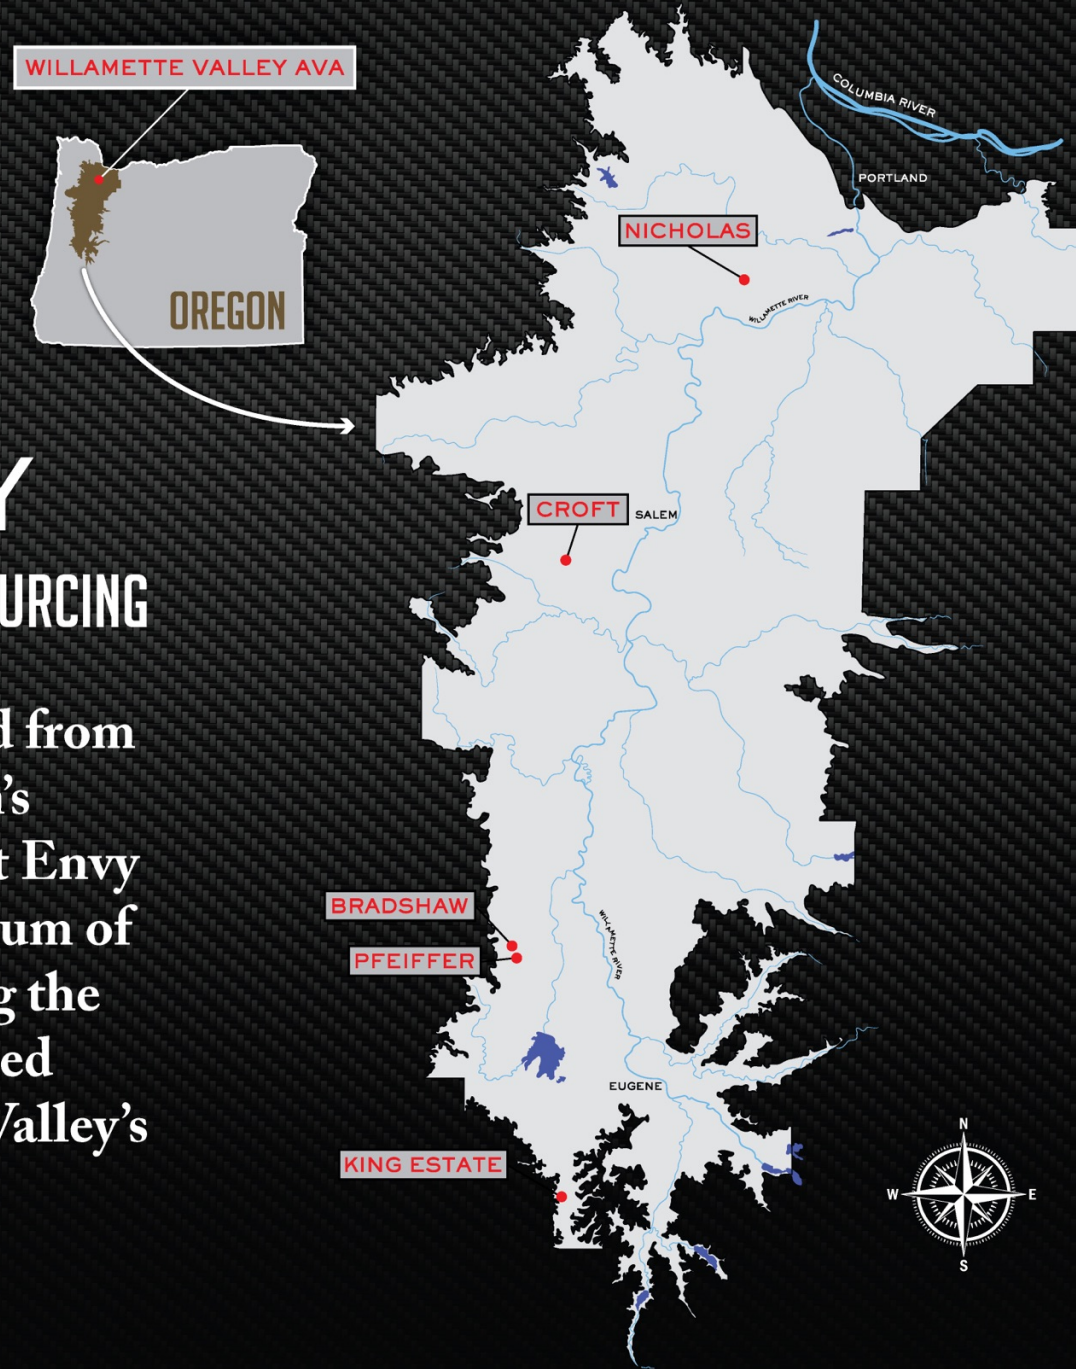 WILLAMETTE VALLEY AVA
OREGON
COLUMBIA RIVER
PORTLAND
NICHOLAS
WILLAMETTE RIVER
CROFT
SALEM
Y
URCING
d from
n's
t Envy
um of
g the
ed
Valley's
BRADSHAW
PFEIFFER
WILLAMETTE RIVER
EUGENE
KING ESTATE
N
W
E
S